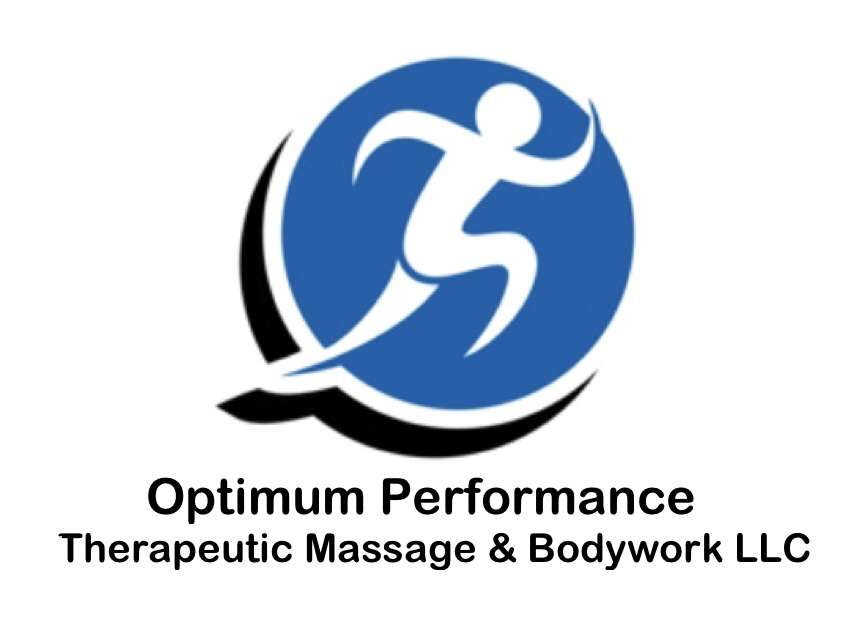 Optimum Performance
Therapeutic Massage & Bodywork LLC